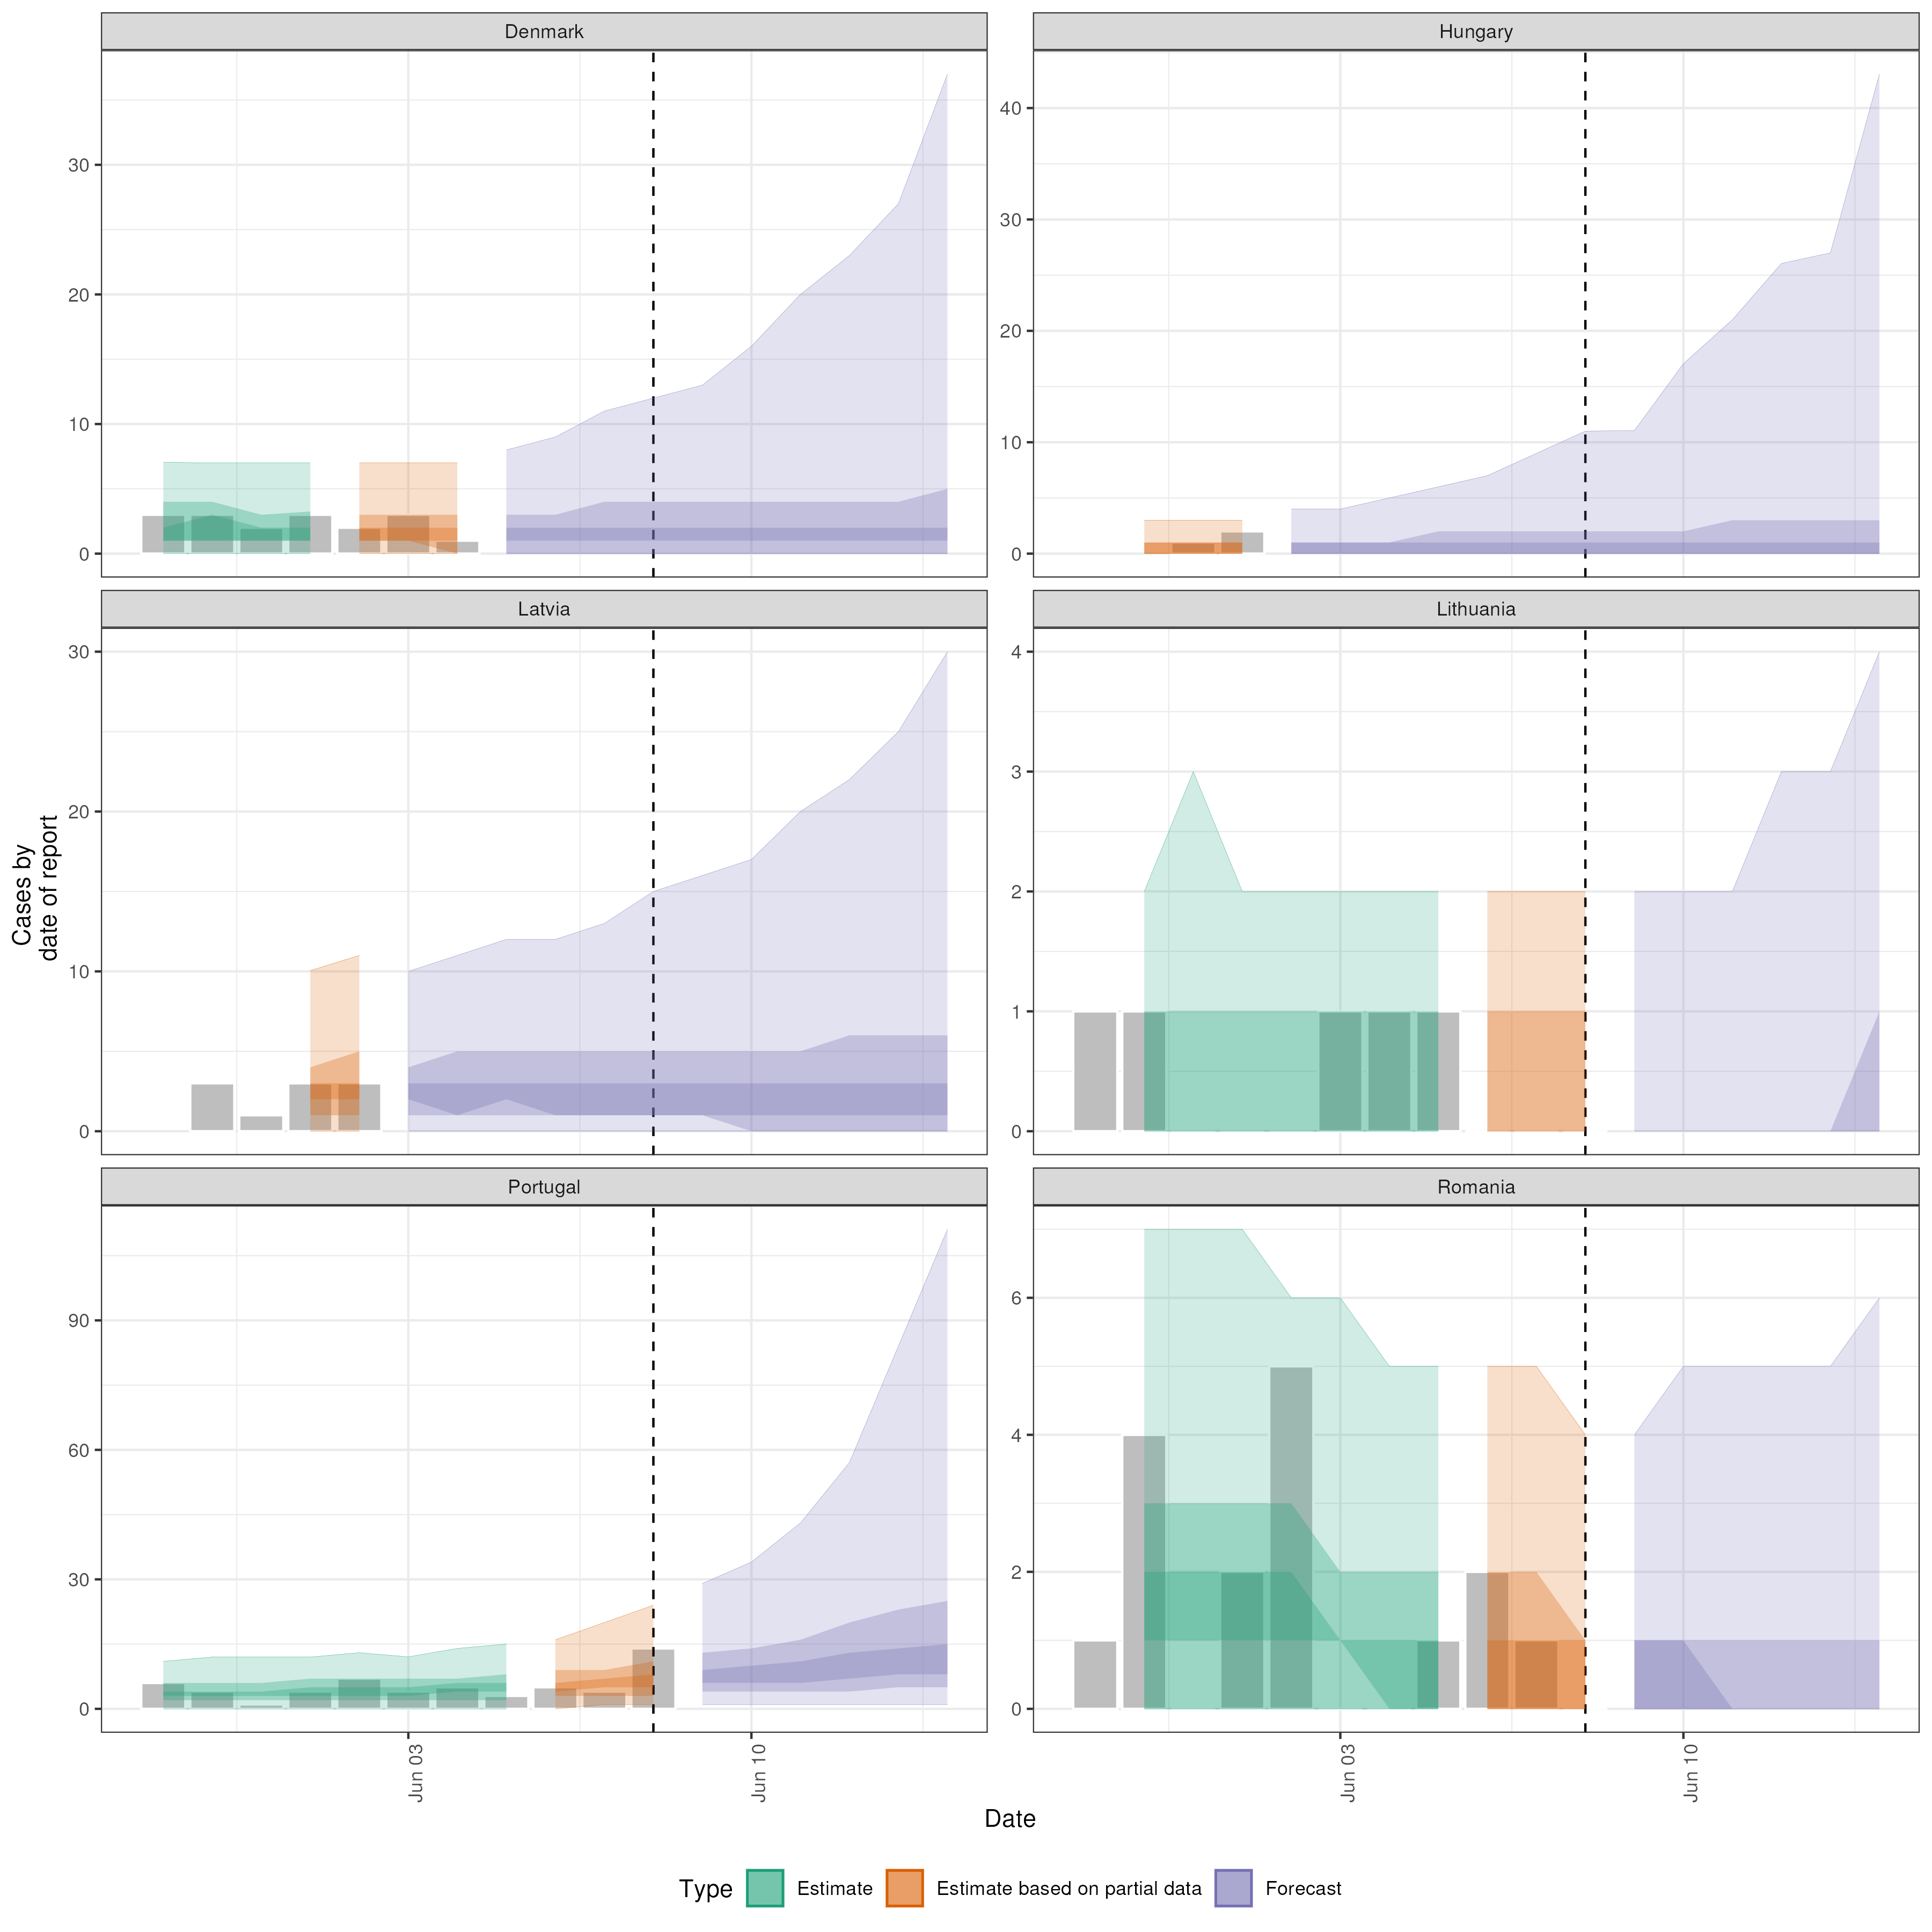 Denmark
Hungary
30
20
10
0
40
30
20
10
0
Latvia
Lithuania
30
20
10
0
4
3
2
1
0
Cases by
date of report
Portugal
Romania
90
60
30
0
6
4
2
0
Jun 03
Jun 10
Jun 03
Jun 10
Date
Type
Estimate
Estimate based on partial data
Forecast